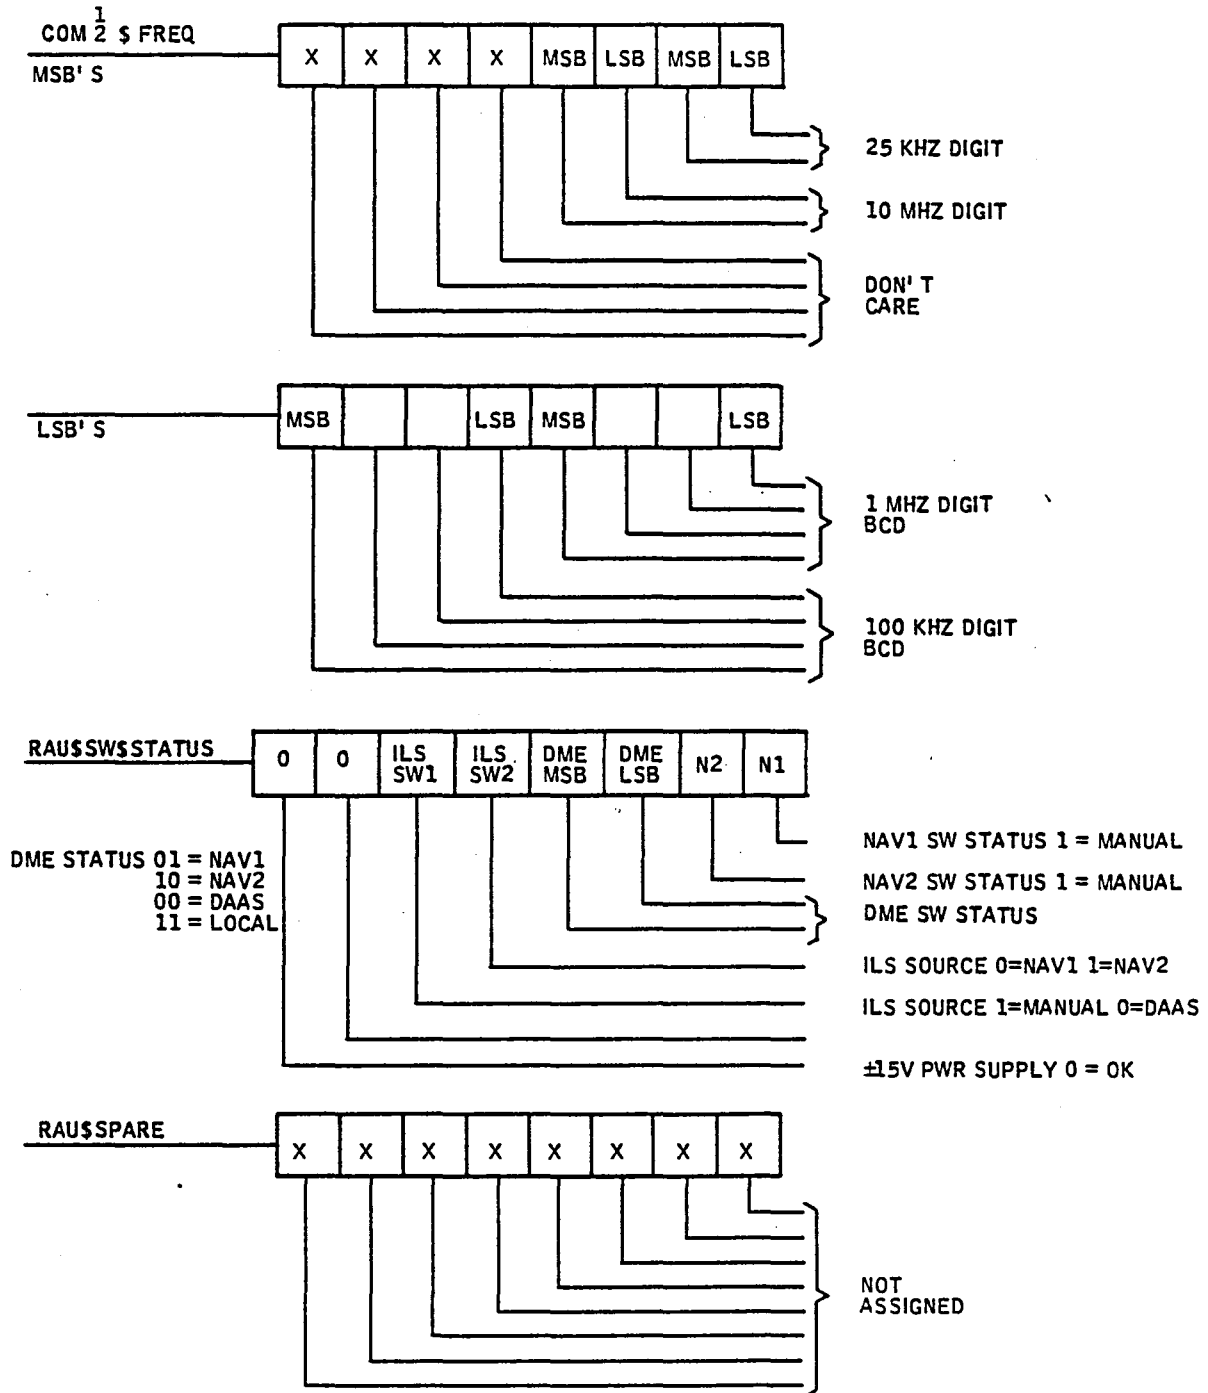 COM 1/2 $ FREQ
MSB'S
X X X X MSB LSB MSB LSB
25 KHZ DIGIT
10 MHZ DIGIT
DON'T
CARE
LSB'S
MSB LSB MSB LSB
1 MHZ DIGIT
BCD
100 KHZ DIGIT
BCD
RAU$SW$STATUS
0 0 ILS SW1 ILS SW2 DME MSB DME LSB N2 N1
DME STATUS 01 = NAV1
10 = NAV2
00 = DAAS
11 = LOCAL
NAV1 SW STATUS 1 = MANUAL
NAV2 SW STATUS 1 = MANUAL
DME SW STATUS
ILS SOURCE 0=NAV1 1=NAV2
ILS SOURCE 1=MANUAL 0=DAAS
±15V PWR SUPPLY 0 = OK
RAU$SPARE
X X X X X X X X
NOT
ASSIGNED